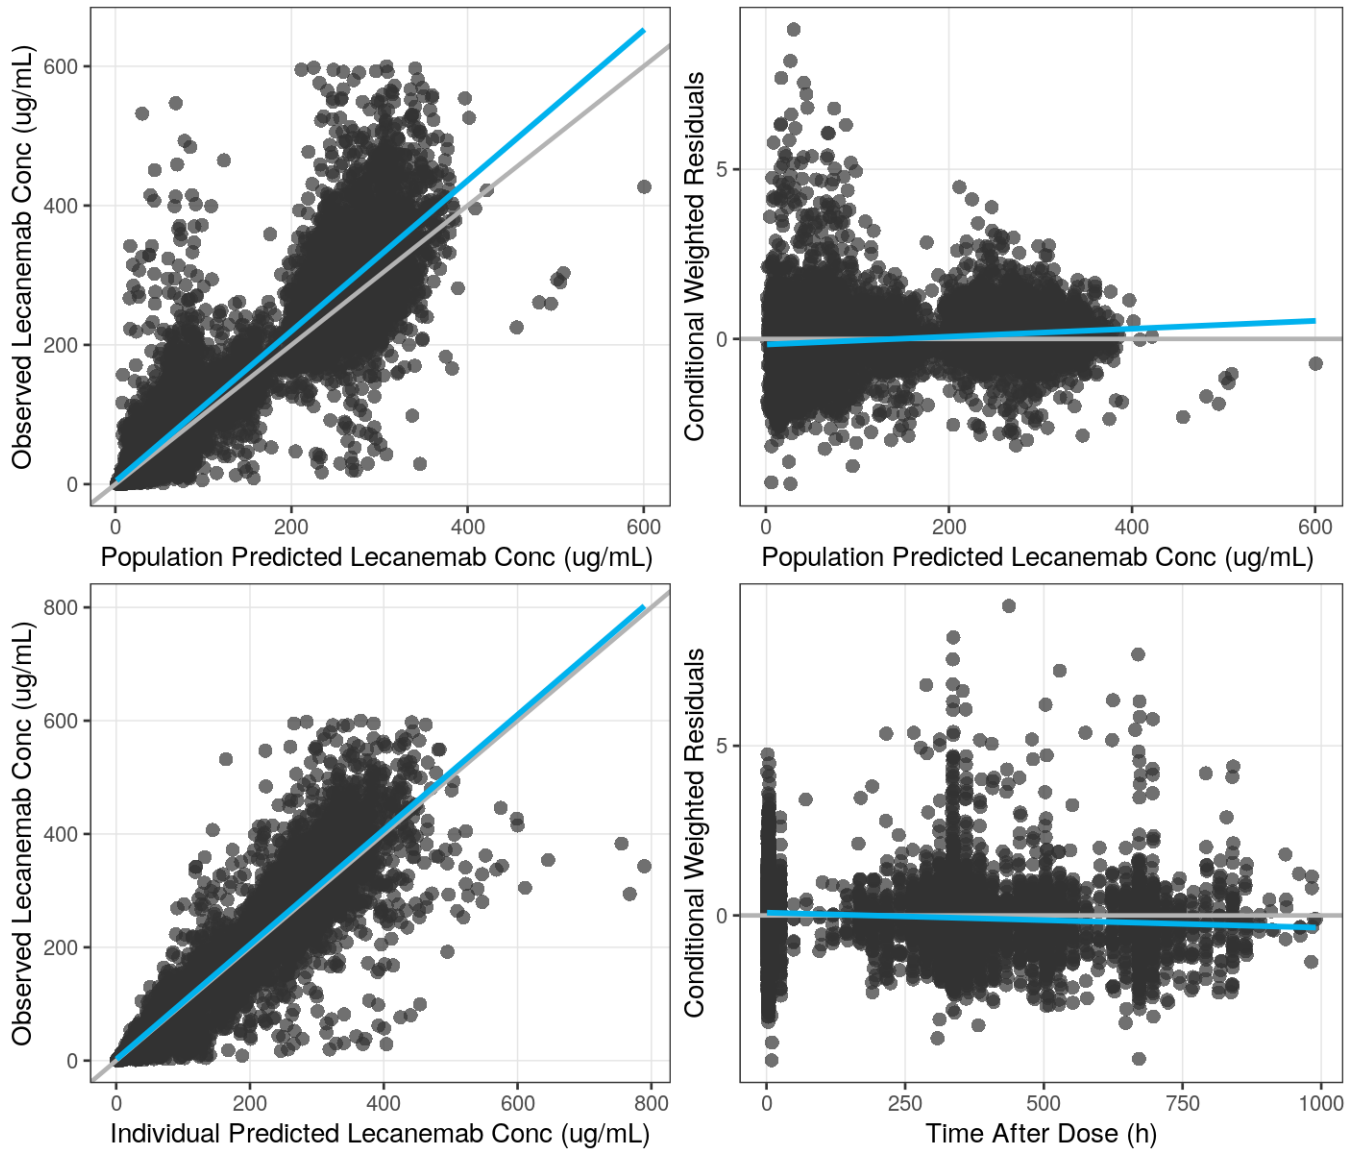 Observed Lecanemab Conc (ug/mL)
600
400
200
0
0 200 400 600
Population Predicted Lecanemab Conc (ug/mL)
Conditional Weighted Residuals
5
0
0 200 400 600
Population Predicted Lecanemab Conc (ug/mL)
Observed Lecanemab Conc (ug/mL)
800
600
400
200
0
0 200 400 600 800
Individual Predicted Lecanemab Conc (ug/mL)
Conditional Weighted Residuals
5
0
0 250 500 750 1000
Time After Dose (h)